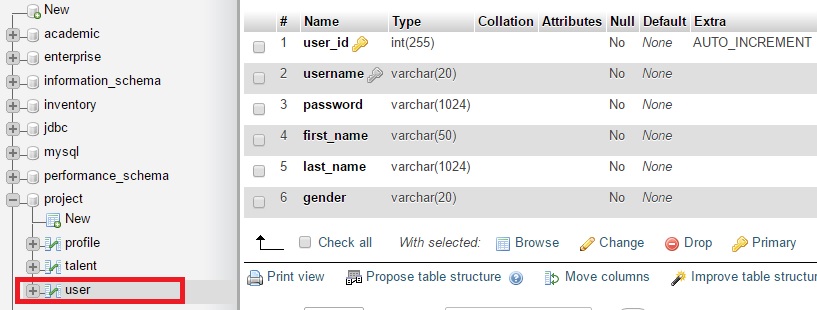 New
academic
enterprise
information_schema
inventory
jdbc
mysql
performance_schema
project
New
profile
talent
user
# Name Type Collation Attributes Null Default Extra
1 user_id int(255) No None AUTO_INCREMENT
2 username varchar(20) No None
3 password varchar(1024) No None
4 first_name varchar(50) No None
5 last_name varchar(1024) No None
6 gender varchar(20) No None
Check all With selected: Browse Change Drop Primary
Print view Propose table structure Move columns Improve table structur